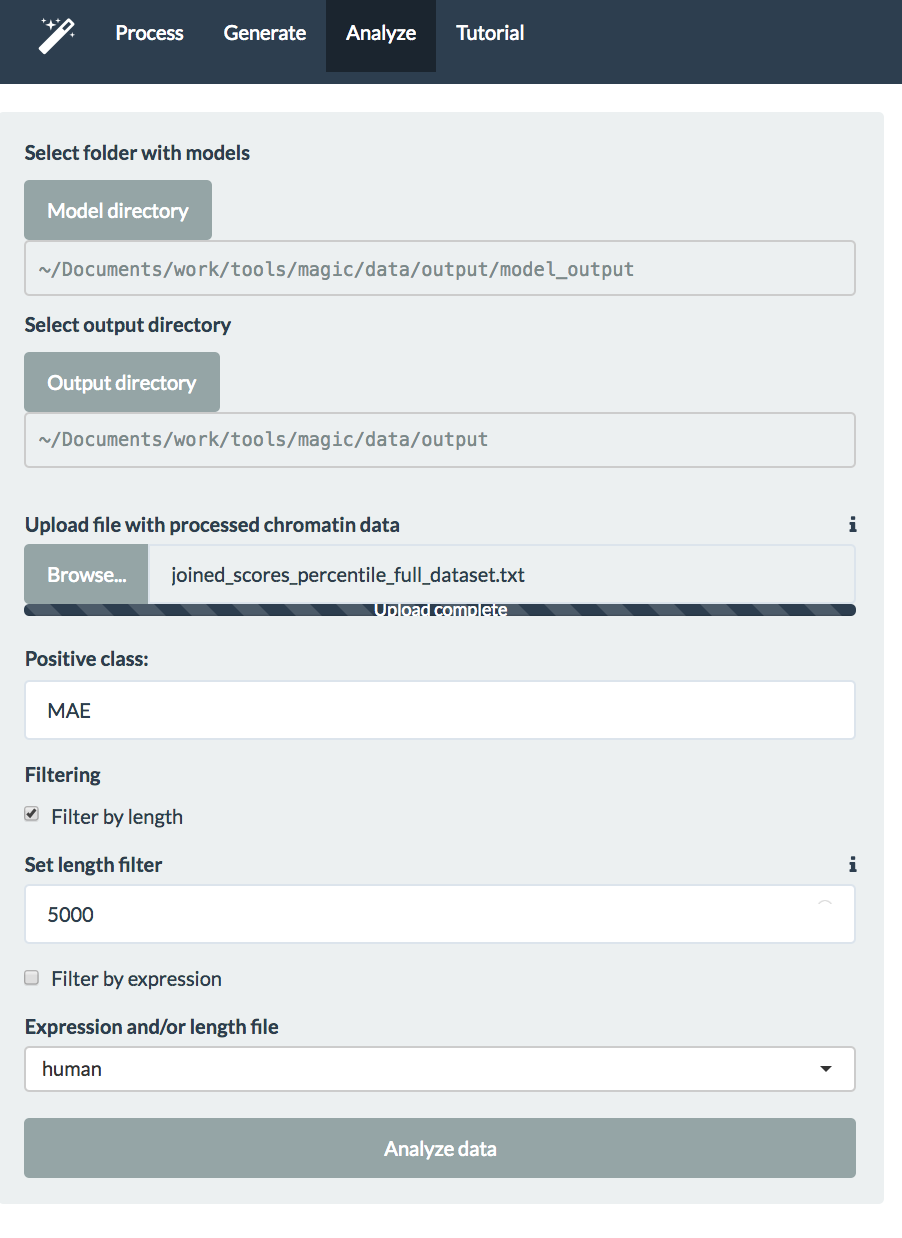 Process Generate Analyze Tutorial
Select folder with models
Model directory
~/Documents/work/tools/magic/data/output/model_output
Select output directory
Output directory
~/Documents/work/tools/magic/data/output
Upload file with processed chromatin data
Browse... joined_scores_percentile_full_dataset.txt
Upload complete
Positive class:
MAE
Filtering
Filter by length
Set length filter
5000
Filter by expression
Expression and/or length file
human
Analyze data